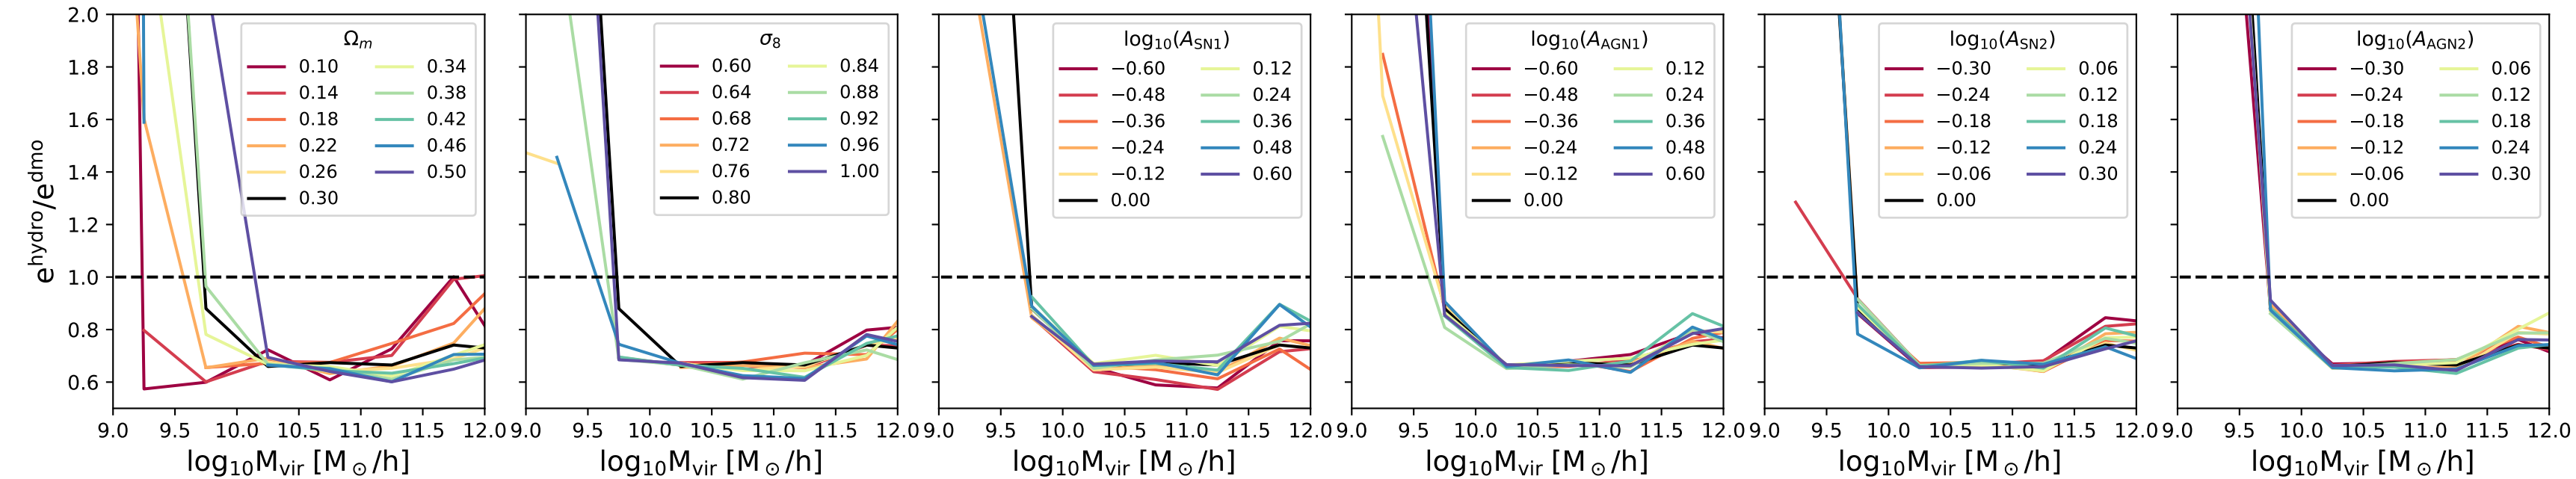 e^hydro/e^dmo
2.0
1.8
1.6
1.4
1.2
1.0
0.8
0.6
Ω_m
0.10 0.34
0.14 0.38
0.18 0.42
0.22 0.46
0.26 0.50
0.30
9.0 9.5 10.0 10.5 11.0 11.5 12.0
log₁₀M_vir [M_⊙/h]
σ₈
0.60 0.84
0.64 0.88
0.68 0.92
0.72 0.96
0.76 1.00
0.80
9.0 9.5 10.0 10.5 11.0 11.5 12.0
log₁₀M_vir [M_⊙/h]
log₁₀(A_SN1)
−0.60 0.12
−0.48 0.24
−0.36 0.36
−0.24 0.48
−0.12 0.60
0.00
9.0 9.5 10.0 10.5 11.0 11.5 12.0
log₁₀M_vir [M_⊙/h]
log₁₀(A_AGN1)
−0.60 0.12
−0.48 0.24
−0.36 0.36
−0.24 0.48
−0.12 0.60
0.00
9.0 9.5 10.0 10.5 11.0 11.5 12.0
log₁₀M_vir [M_⊙/h]
log₁₀(A_SN2)
−0.30 0.06
−0.24 0.12
−0.18 0.18
−0.12 0.24
−0.06 0.30
0.00
9.0 9.5 10.0 10.5 11.0 11.5 12.0
log₁₀M_vir [M_⊙/h]
log₁₀(A_AGN2)
−0.30 0.06
−0.24 0.12
−0.18 0.18
−0.12 0.24
−0.06 0.30
0.00
9.0 9.5 10.0 10.5 11.0 11.5 12.0
log₁₀M_vir [M_⊙/h]